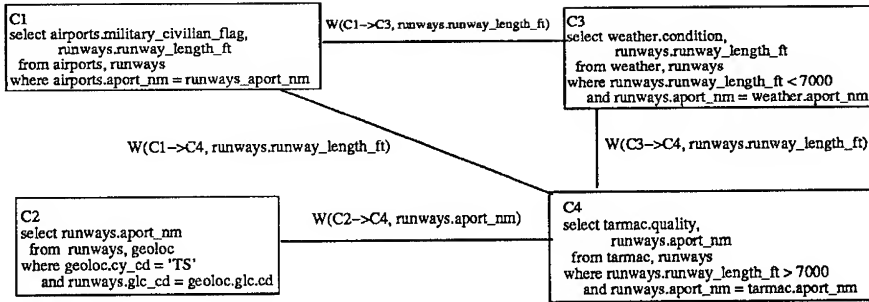 C1
select airports.military_civilian_flag,
runways.runway_length_ft
from airports, runways
where airports.aport_nm = runways_aport_nm
W(C1->C3, runways.runway_length_ft)
C3
select weather.condition,
runways.runway_length_ft
from weather, runways
where runways.runway_length_ft < 7000
and runways.aport_nm = weather.aport_nm
W(C1->C4, runways.runway_length_ft)
W(C3->C4, runways.runway_length_ft)
C2
select runways.aport_nm
from runways, geoloc
where geoloc.cy_cd = 'TS'
and runways.glc_cd = geoloc.glc.cd
W(C2->C4, runways.aport_nm)
C4
select tarmac.quality,
runways.aport_nm
from tarmac, runways
where runways.runway_length_ft > 7000
and runways.aport_nm = tarmac.aport_nm